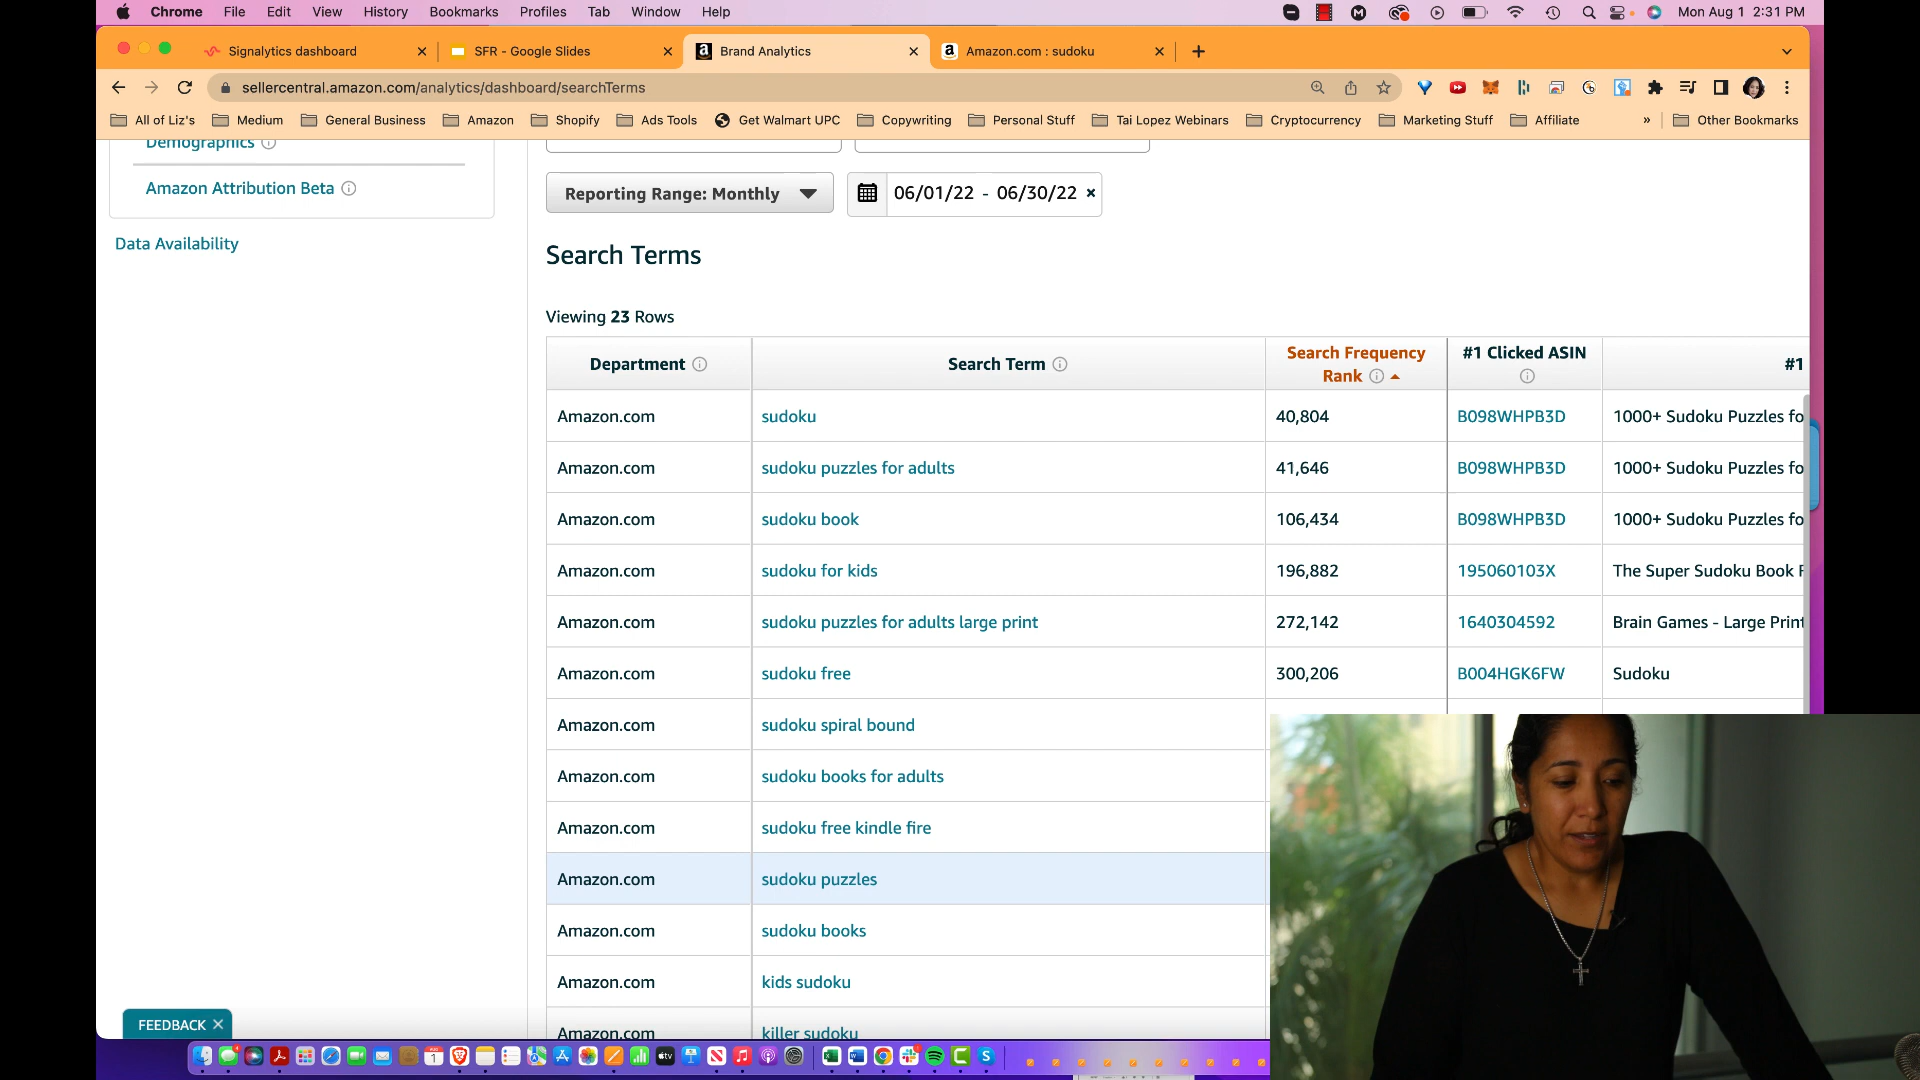 Chrome File Edit View History Bookmarks Profiles Tab Window Help Mon Aug 1 2:31 PM
Signalytics dashboard SFR - Google Slides Brand Analytics Amazon.com : sudoku
sellercentral.amazon.com/analytics/dashboard/searchTerms
All of Liz's Medium General Business Amazon Shopify Ads Tools Get Walmart UPC Copywriting Personal Stuff Tai Lopez Webinars Cryptocurrency Marketing Stuff Affiliate » Other Bookmarks
Demographics
Amazon Attribution Beta
Data Availability
Reporting Range: Monthly 06/01/22 - 06/30/22
Search Terms
Viewing 23 Rows
Department Search Term Search Frequency Rank #1 Clicked ASIN #1
Amazon.com sudoku 40,804 B098WHPB3D 1000+ Sudoku Puzzles fo
Amazon.com sudoku puzzles for adults 41,646 B098WHPB3D 1000+ Sudoku Puzzles fo
Amazon.com sudoku book 106,434 B098WHPB3D 1000+ Sudoku Puzzles fo
Amazon.com sudoku for kids 196,882 195060103X The Super Sudoku Book F
Amazon.com sudoku puzzles for adults large print 272,142 1640304592 Brain Games - Large Print
Amazon.com sudoku free 300,206 B004HGK6FW Sudoku
Amazon.com sudoku spiral bound
Amazon.com sudoku books for adults
Amazon.com sudoku free kindle fire
Amazon.com sudoku puzzles
Amazon.com sudoku books
Amazon.com kids sudoku
Amazon.com killer sudoku
FEEDBACK